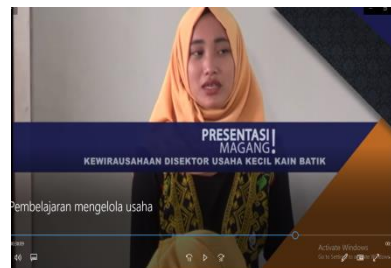 PRESENTASI!
MAGANG
KEWIRAUSAHAAN DISEKTOR USAHA KECIL KAIN BATIK
Pembelajaran mengelola usaha
Activate Windows